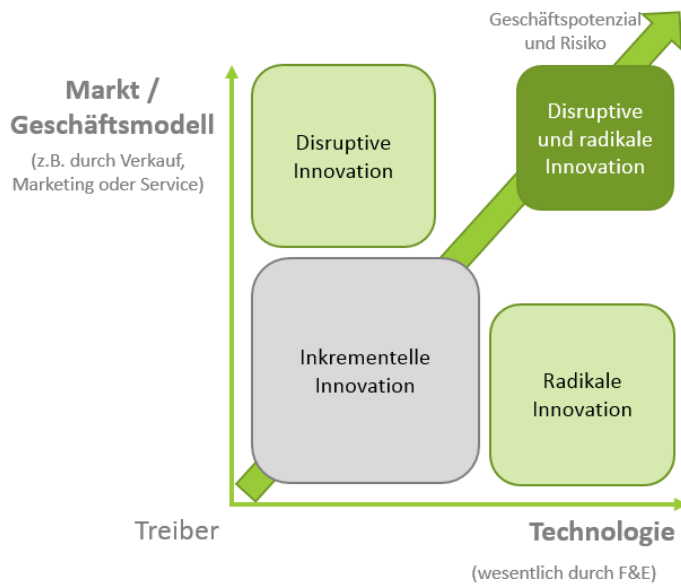 Geschäftspotenzial
und Risiko
Markt /
Geschäftsmodell
(z.B. durch Verkauf,
Marketing oder Service)
Disruptive
Innovation
Disruptive
und radikale
Innovation
Inkrementelle
Innovation
Radikale
Innovation
Treiber
Technologie
(wesentlich durch F&E)